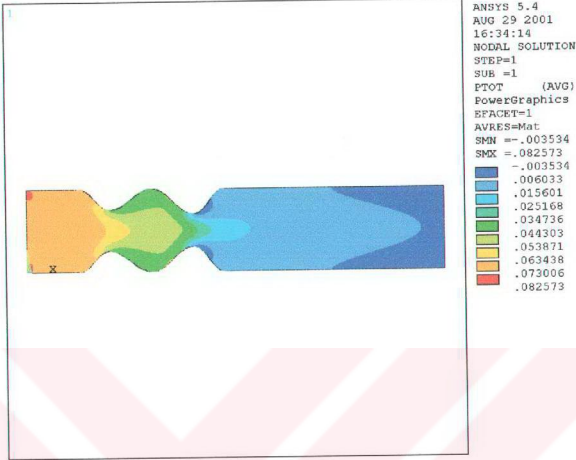 1
ANSYS 5.4
AUG 29 2001
16:34:14
NODAL SOLUTION
STEP=1
SUB =1
PTOT (AVG)
PowerGraphics
EFACET=1
AVRES=Mat
SMN =-.003534
SMX =.082573
-.003534
.006033
.015601
.025168
.034736
.044303
.053871
.063438
.073006
.082573
X